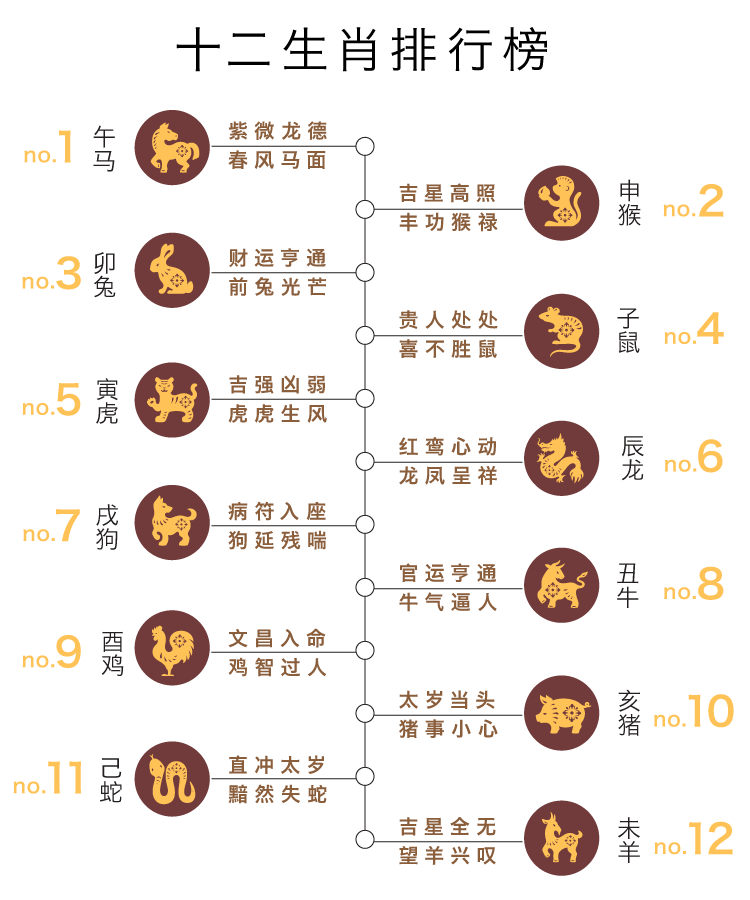 十二生肖排行榜
no.1
午马
紫微龙德
春风马面
吉星高照
丰功猴禄
申猴
no.2
no.3
卯兔
财运亨通
前兔光芒
贵人处处
喜不胜鼠
子鼠
no.4
no.5
寅虎
吉强凶弱
虎虎生风
红鸾心动
龙凤呈祥
辰龙
no.6
no.7
戌狗
病符入座
狗延残喘
官运亨通
牛气逼人
丑牛
no.8
no.9
酉鸡
文昌入命
鸡智过人
太岁当头
猪事小心
亥猪
no.10
no.11
己蛇
直冲太岁
黯然失蛇
吉星全无
望羊兴叹
未羊
no.12